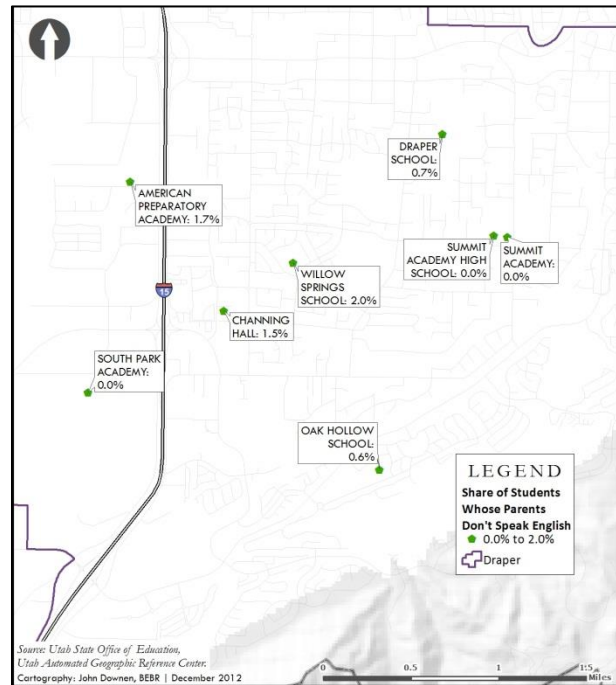 DRAPER
SCHOOL:
0.7%
AMERICAN
PREPARATORY
ACADEMY: 1.7%
SUMMIT
ACADEMY HIGH
SCHOOL: 0.0%
SUMMIT
ACADEMY:
0.0%
WILLOW
SPRINGS
SCHOOL: 2.0%
15
CHANNING
HALL: 1.5%
SOUTH PARK
ACADEMY:
0.0%
OAK HOLLOW
SCHOOL:
0.6%
LEGEND
Share of Students
Whose Parents
Don't Speak English
0.0% to 2.0%
Draper
Source: Utah State Office of Education,
Utah Automated Geographic Reference Center.
Cartography: John Downen, BEBR | December 2012
0 0.5 1 1.5
Miles